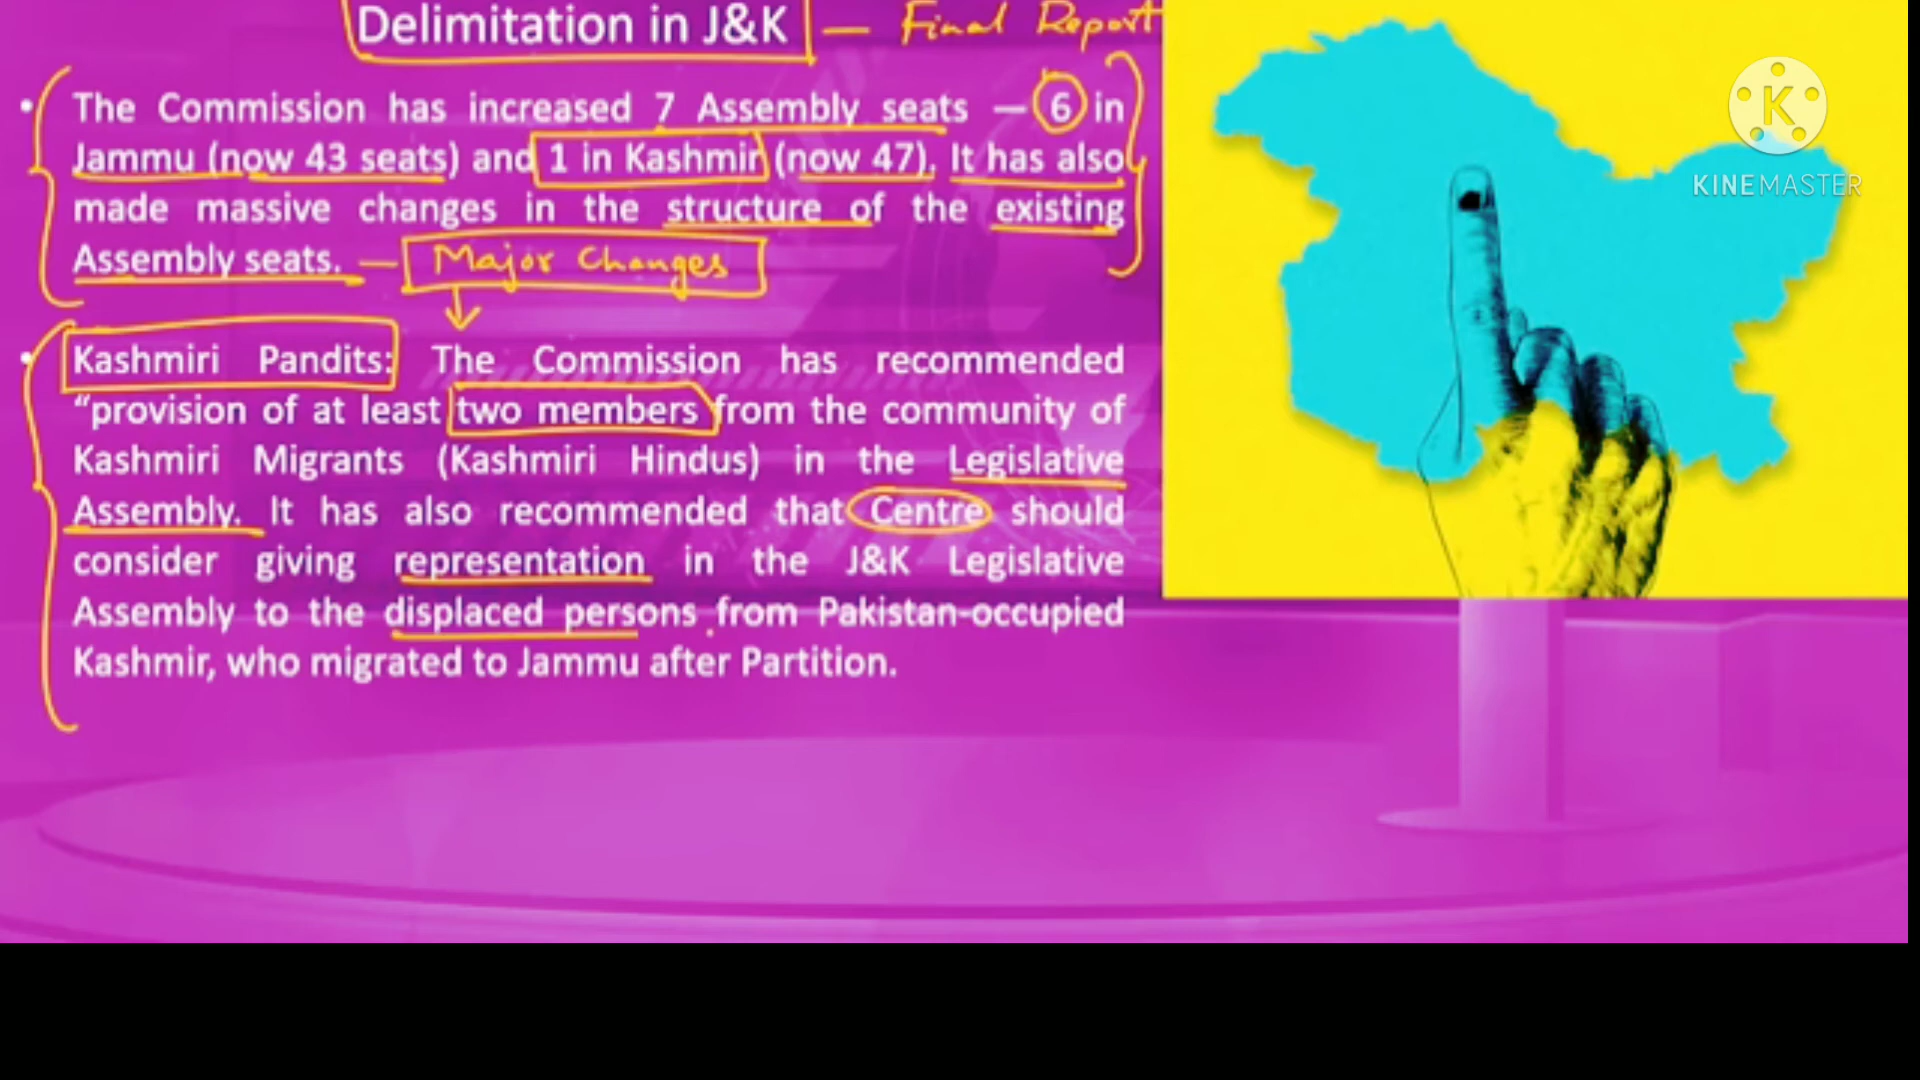 Delimitation in J&K — Final Report
• The Commission has increased 7 Assembly seats – 6 in
Jammu (now 43 seats) and 1 in Kashmir (now 47). It has also
made massive changes in the structure of the existing
Assembly seats. — Major Changes
• Kashmiri Pandits: The Commission has recommended
“provision of at least two members from the community of
Kashmiri Migrants (Kashmiri Hindus) in the Legislative
Assembly. It has also recommended that Centre should
consider giving representation in the J&K Legislative
Assembly to the displaced persons from Pakistan-occupied
Kashmir, who migrated to Jammu after Partition.
K
KINEMASTER